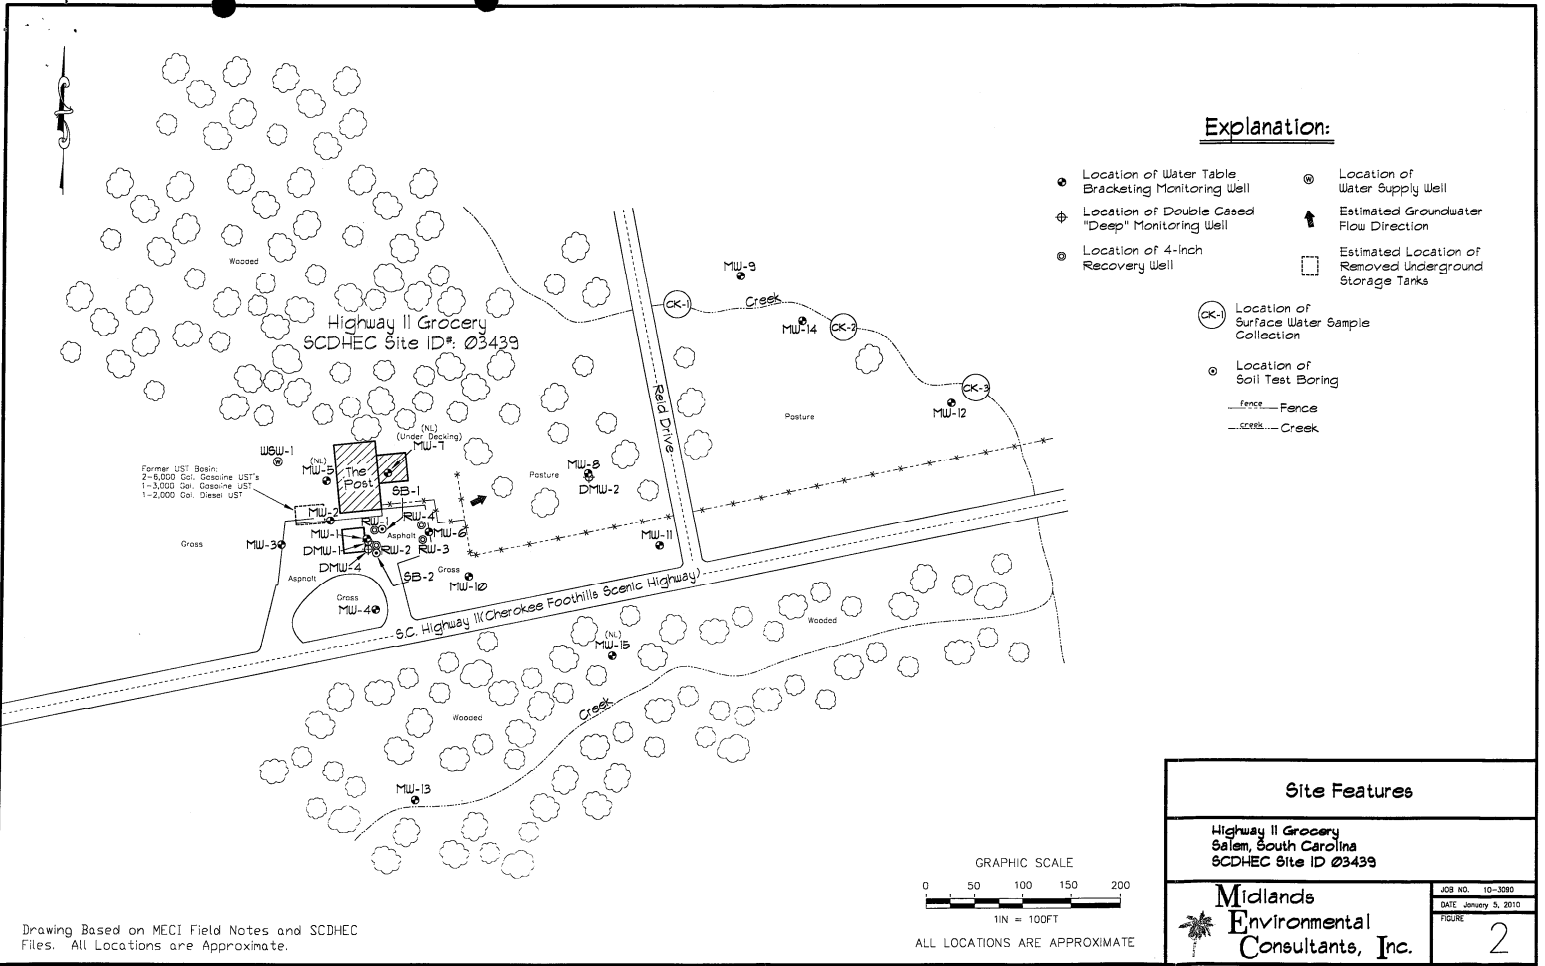 Explanation:
Location of Water Table
Bracketing Monitoring Well
Location of Double Cased
"Deep" Monitoring Well
Location of 4-Inch
Recovery Well
W
Location of
Water Supply Well
Estimated Groundwater
Flow Direction
Estimated Location of
Removed Underground
Storage Tanks
CK-1
Location of
Surface Water Sample
Collection
Location of
Soil Test Boring
fence
Fence
creek
Creek
Wooded
Highway 11 Grocery
SCDHEC Site ID#: 03439
MW-9
Creek
CK-1
MW-14
CK-2
CK-3
MW-12
Pasture
Reid Drive
(NL)
(Under Decking)
MW-7
WSW-1
W
(NL)
MW-5
The
Post
Former UST Basin:
2-6,000 Gal. Gasoline UST's
1-3,000 Gal. Gasoline UST
1-2,000 Gal. Diesel UST
SB-1
Pasture
MW-8
DMW-2
MW-2
RW-1
RW-4
MW-1
Asphalt
MW-6
MW-11
Grass
MW-3
DMW-1
RW-2
RW-3
DMW-4
SB-2
Grass
MW-10
Asphalt
Grass
MW-4
S.C. Highway 11(Cherokee Foothills Scenic Highway)
(NL)
MW-15
Wooded
Wooded
Creek
MW-13
GRAPHIC SCALE
0 50 100 150 200
1IN = 100FT
ALL LOCATIONS ARE APPROXIMATE
Drawing Based on MECI Field Notes and SCDHEC
Files. All Locations are Approximate.
Site Features
Highway 11 Grocery
Salem, South Carolina
SCDHEC Site ID 03439
Midlands
Environmental
Consultants, Inc.
JOB NO. 10-3090
DATE January 5, 2010
FIGURE
2